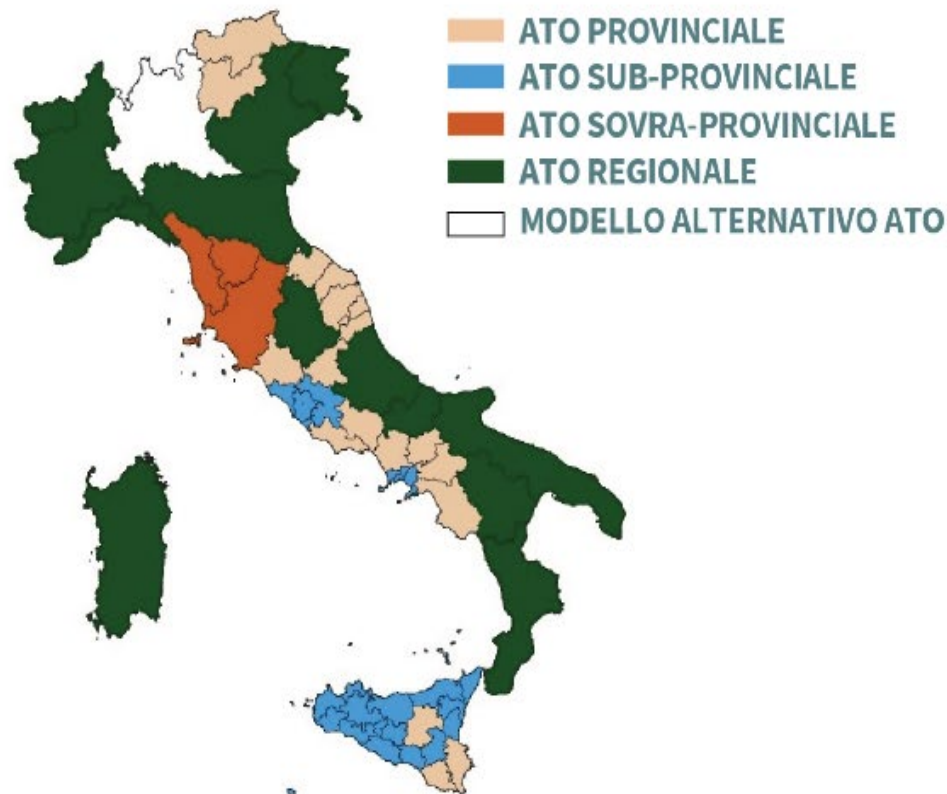 ATO PROVINCIALE
ATO SUB-PROVINCIALE
ATO SOVRA-PROVINCIALE
ATO REGIONALE
MODELLO ALTERNATIVO ATO